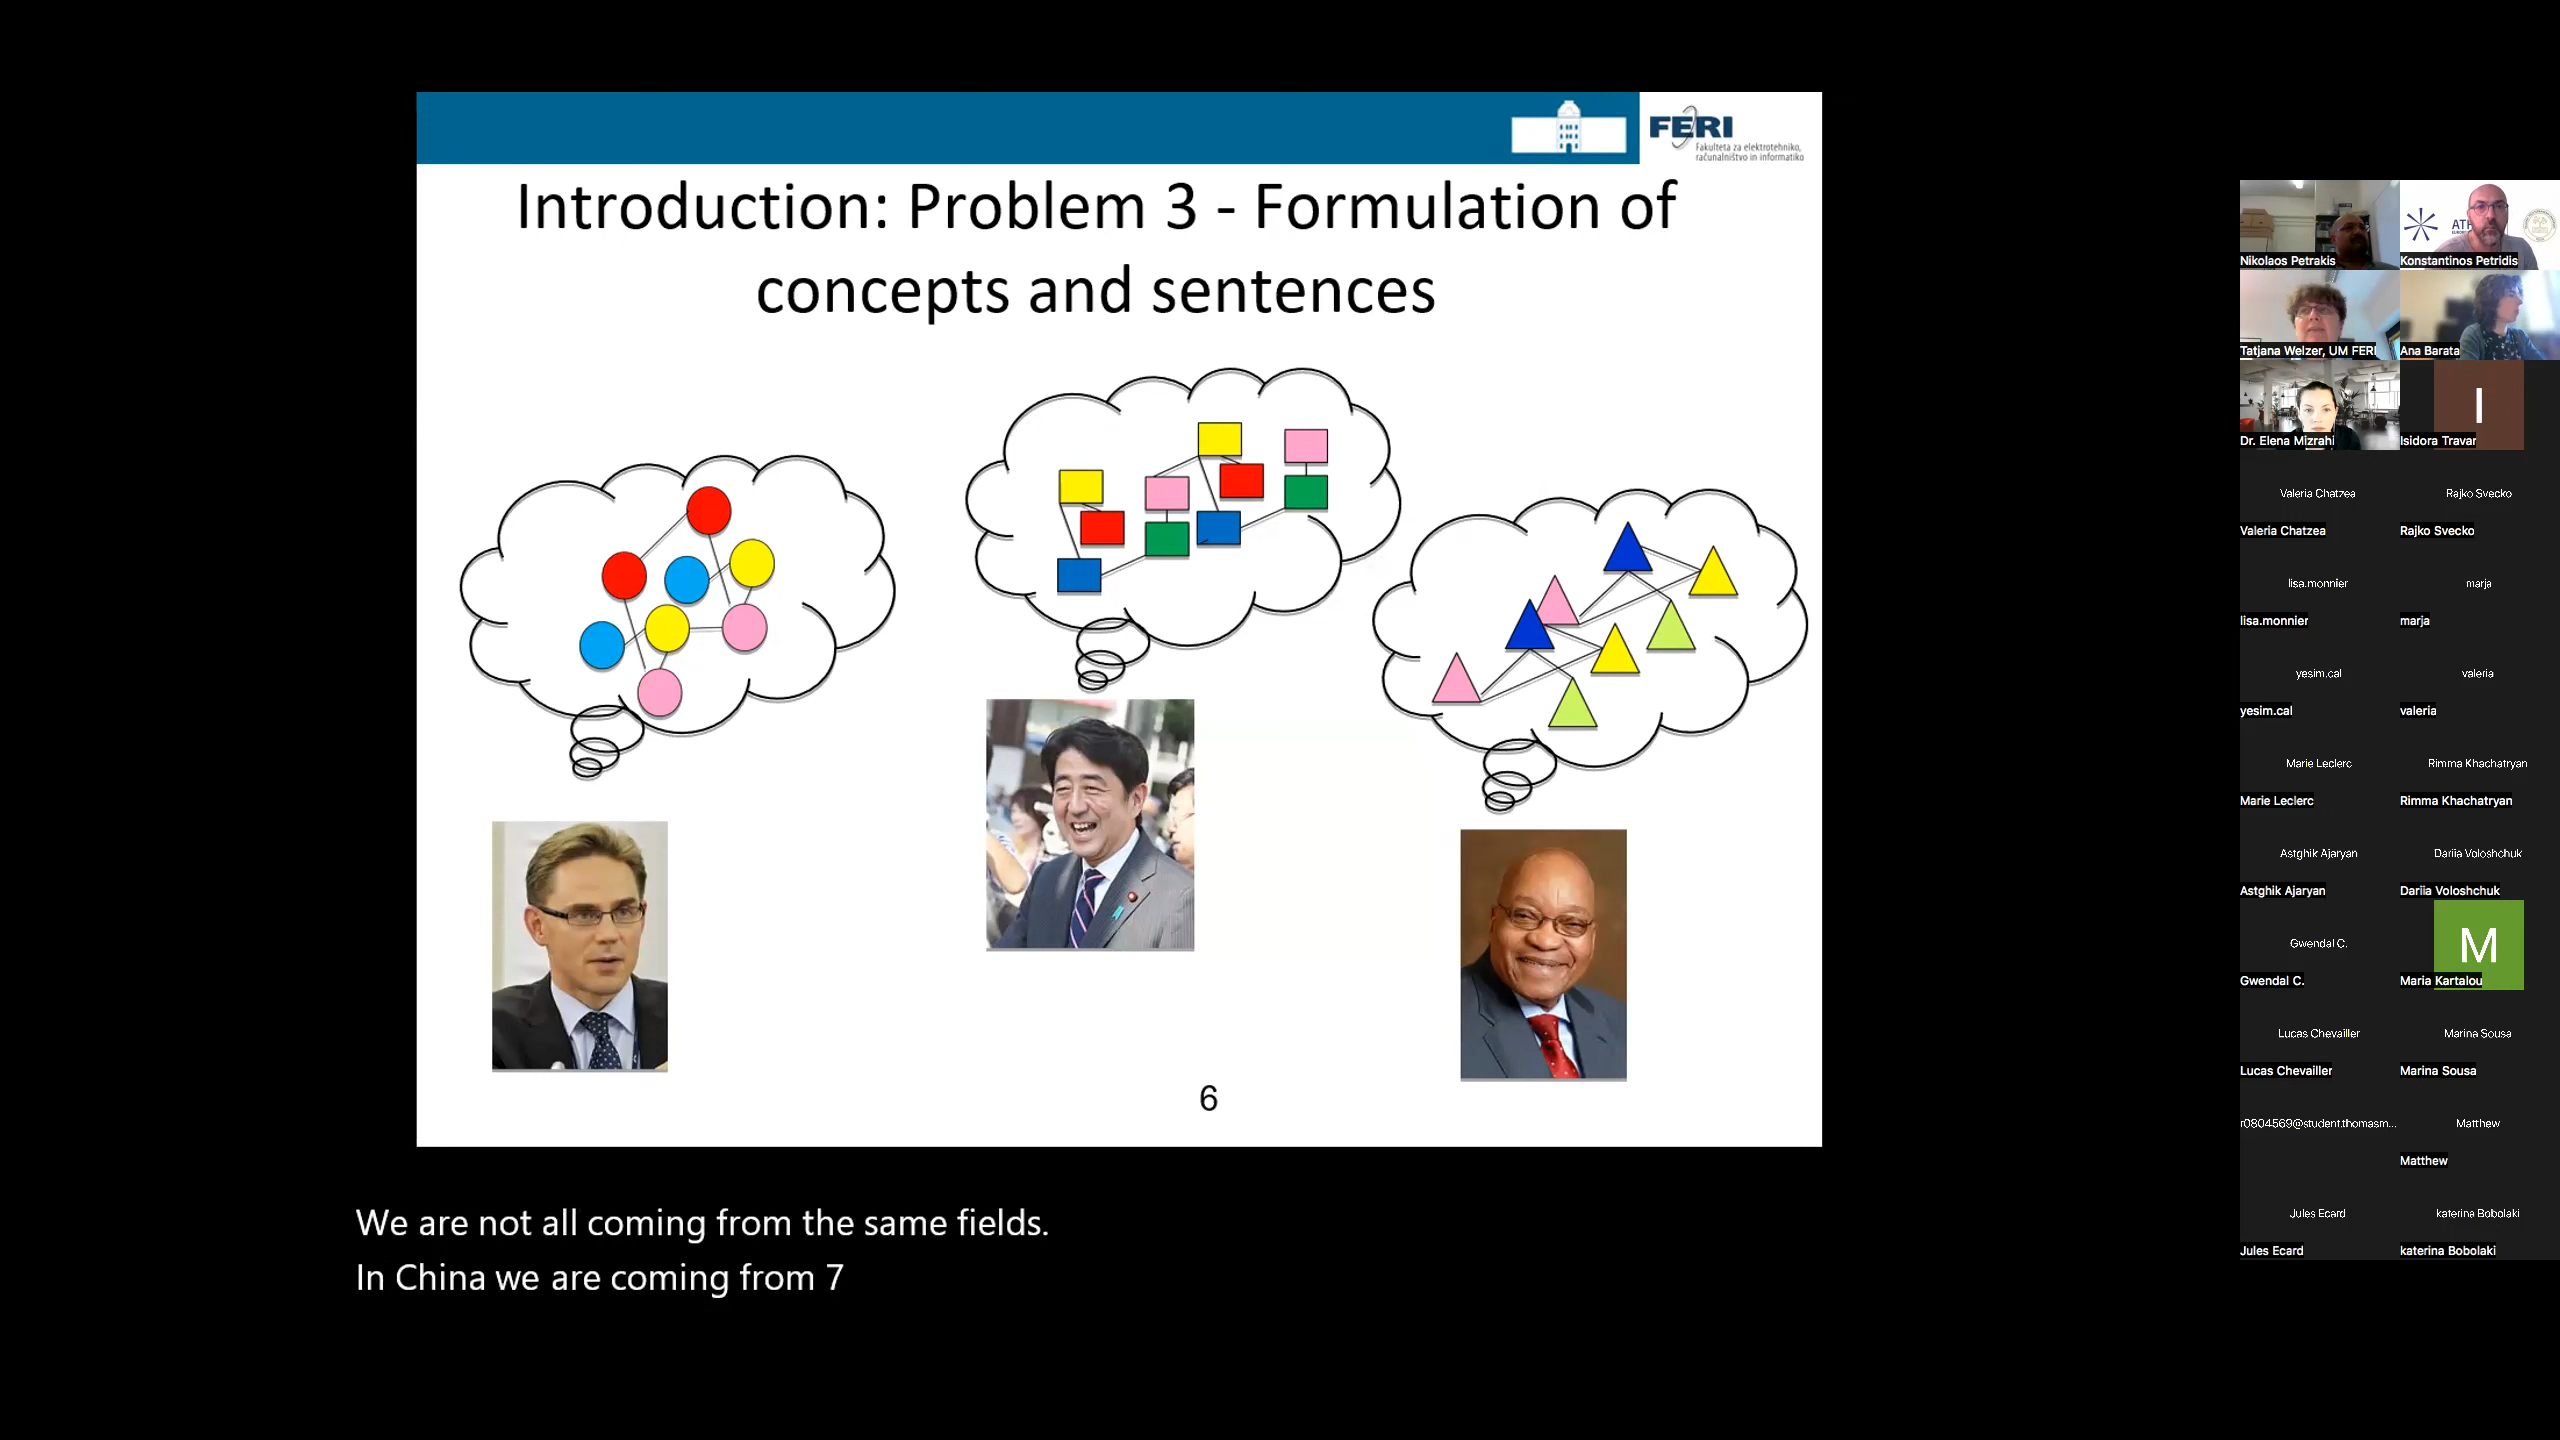 FERI
Fakulteta za elektrotehniko,
računalništvo in informatiko
Introduction: Problem 3 - Formulation of
concepts and sentences
6
We are not all coming from the same fields.
In China we are coming from 7
Nikolaos Petrakis
Konstantinos Petridis
Tatjana Welzer, UM FERI
Ana Barata
Dr. Elena Mizrahi
I
Isidora Travar
Valeria Chatzea
Rajko Svecko
Valeria Chatzea
Rajko Svecko
lisa.monnier
marja
lisa.monnier
marja
yesim.cal
valeria
yesim.cal
valeria
Marie Leclerc
Rimma Khachatryan
Marie Leclerc
Rimma Khachatryan
Astghik Ajaryan
Dariia Voloshchuk
Astghik Ajaryan
Dariia Voloshchuk
Gwendal C.
M
Gwendal C.
Maria Kartalou
Lucas Chevailler
Marina Sousa
Lucas Chevailler
Marina Sousa
r0804569@student.thomasm...
Matthew
Matthew
Jules Ecard
katerina Bobolaki
Jules Ecard
katerina Bobolaki